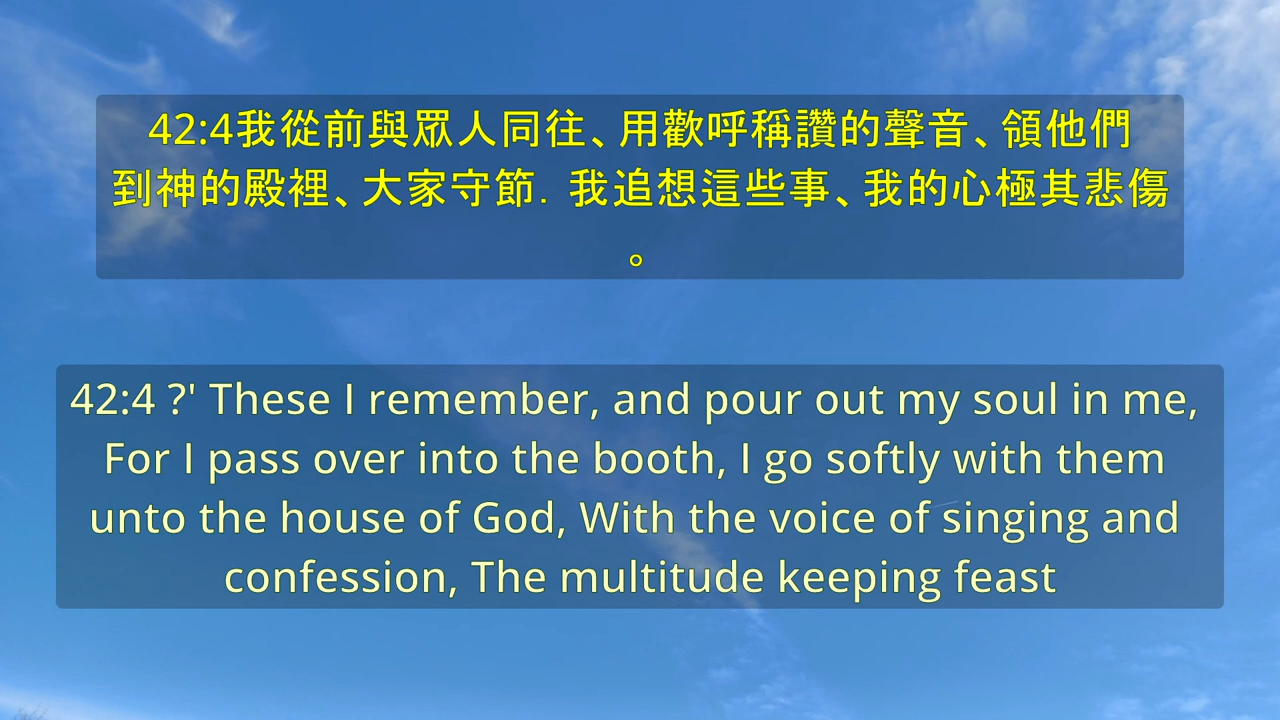 42:4我從前與眾人同往、用歡呼稱讚的聲音、領他們
到神的殿裡、大家守節．我追想這些事、我的心極其悲傷
。
42:4 ?' These I remember, and pour out my soul in me,
For I pass over into the booth, I go softly with them
unto the house of God, With the voice of singing and
confession, The multitude keeping feast